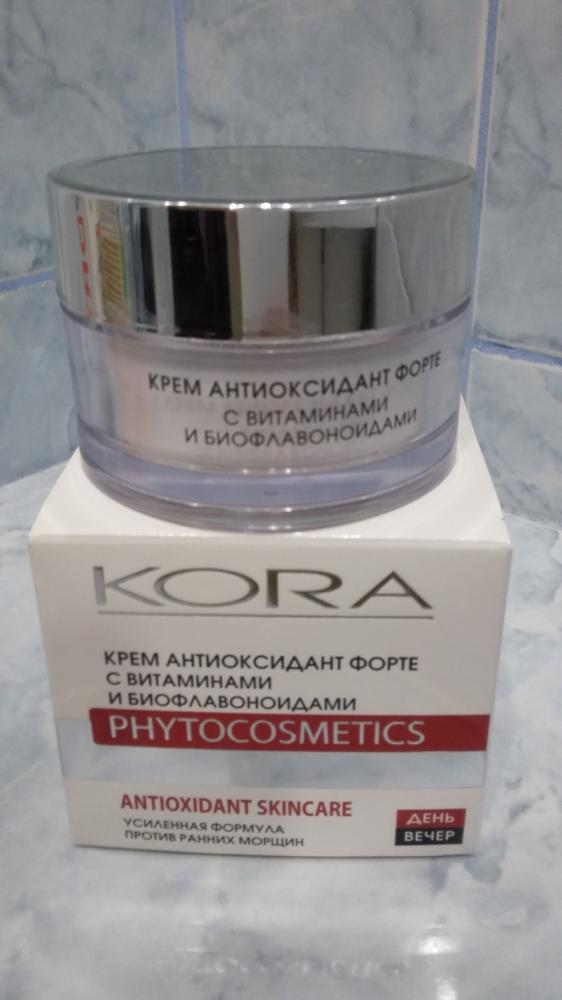 КРЕМ АНТИОКСИДАНТ ФОРТЕ
С ВИТАМИНАМИ
И БИОФЛАВОНОИДАМИ
KORA
КРЕМ АНТИОКСИДАНТ ФОРТЕ
С ВИТАМИНАМИ
И БИОФЛАВОНОИДАМИ
PHYTOCOSMETICS
ANTIOXIDANT SKINCARE
УСИЛЕННАЯ ФОРМУЛА
ПРОТИВ РАННИХ МОРЩИН
ДЕНЬ
ВЕЧЕР